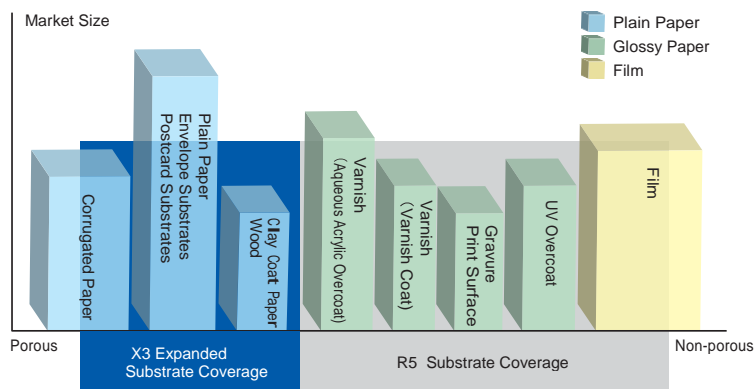 Market Size
Plain Paper
Glossy Paper
Film
Corrugated Paper
Plain Paper
Envelope Substrates
Postcard Substrates
Clay Coat Paper
Wood
Varnish
(Aqueous Acrylic Overcoat)
Varnish
(Varnish Coat)
Gravure
Print Surface
UV Overcoat
Film
Porous
Non-porous
X3 Expanded
Substrate Coverage
R5 Substrate Coverage